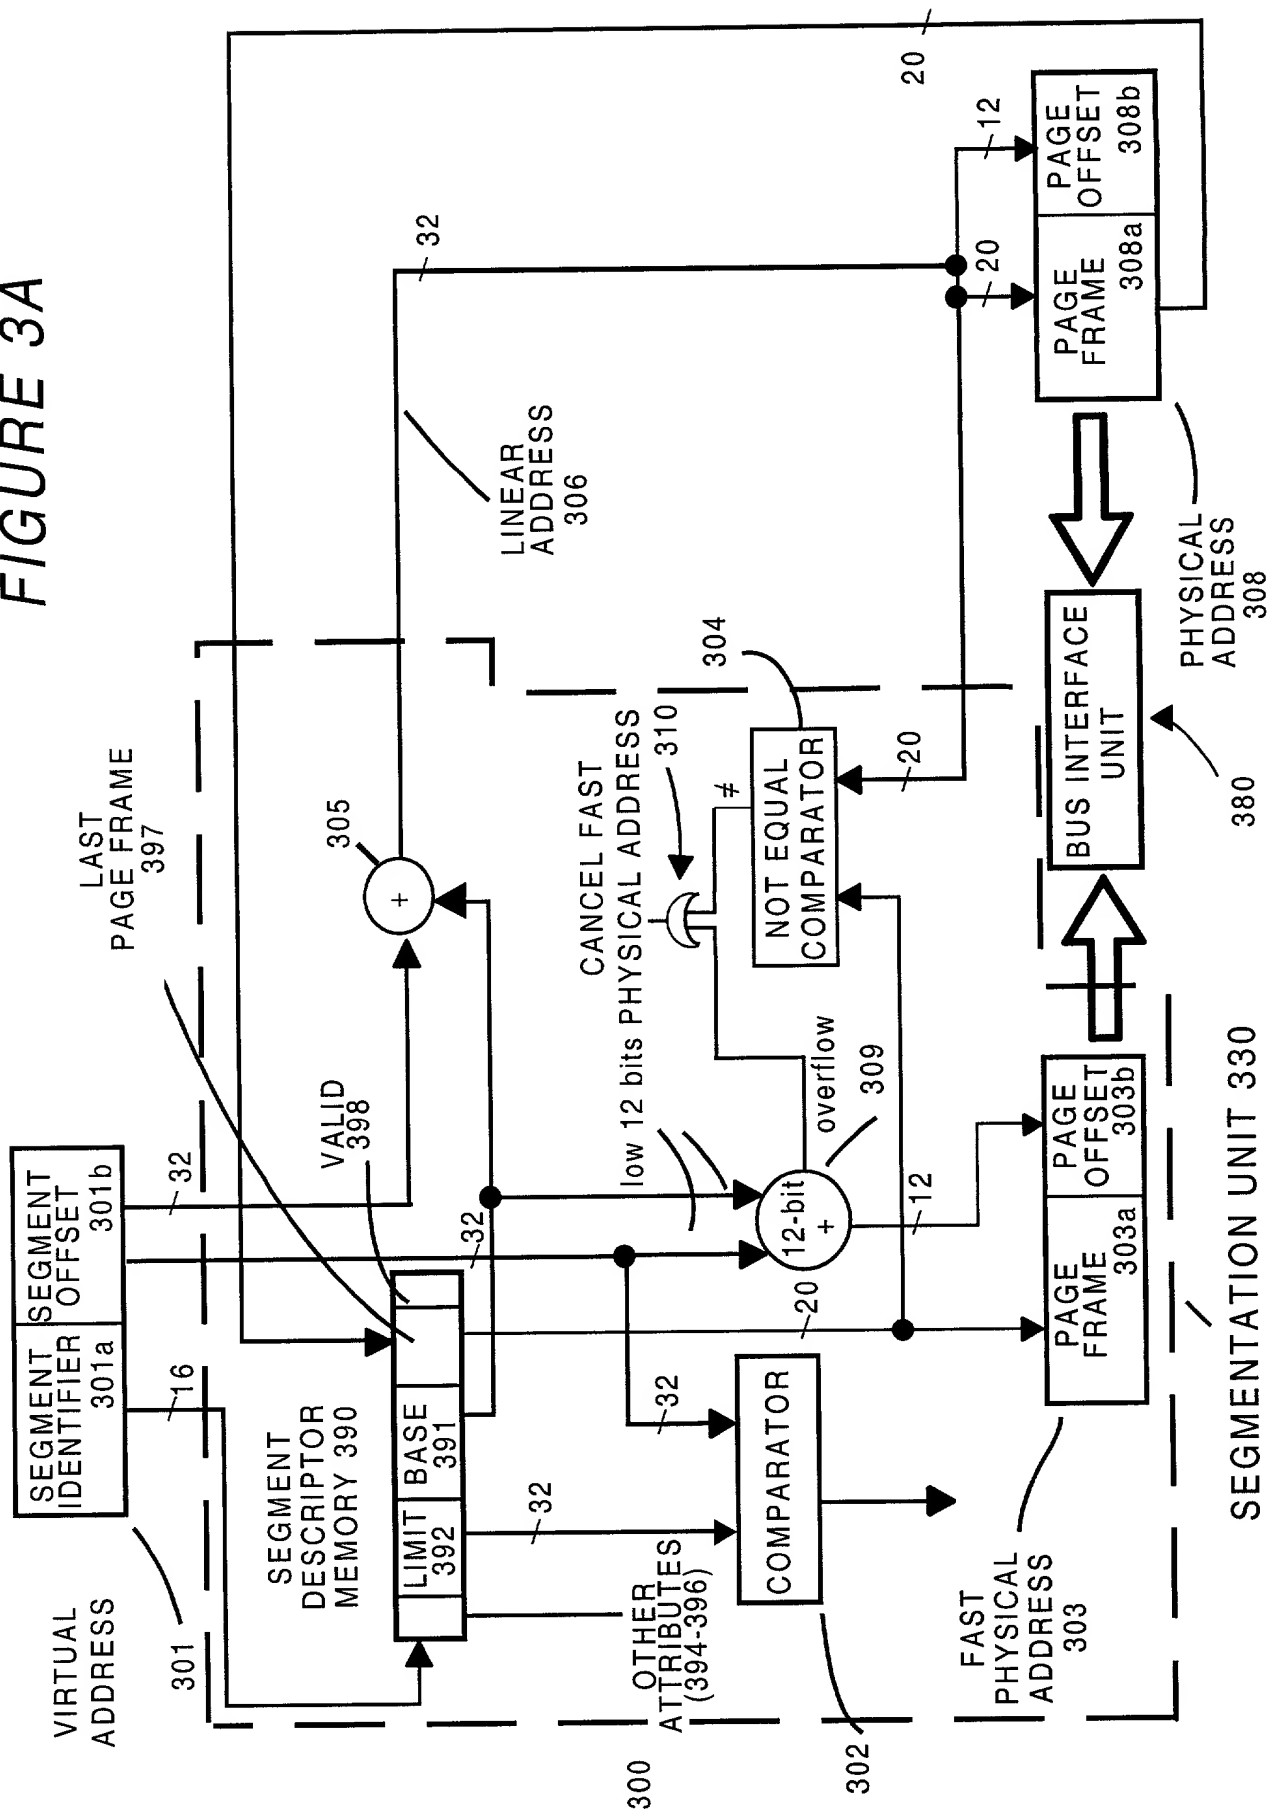 FIGURE 3A
VIRTUAL
ADDRESS
301
SEGMENT
IDENTIFIER
301a
SEGMENT
OFFSET
301b
16
32
LAST
PAGE FRAME
397
VALID
398
SEGMENT
DESCRIPTOR
MEMORY 390
LIMIT
392
BASE
391
32
305
+
32
LINEAR
ADDRESS
306
20
32
OTHER
ATTRIBUTES
(394-396)
32
COMPARATOR
302
300
low 12 bits PHYSICAL ADDRESS
CANCEL FAST
310
12-bit
+
overflow
309
≠
NOT EQUAL
COMPARATOR
304
20
20
12
20
12
FAST
PHYSICAL
ADDRESS
303
PAGE
FRAME
303a
PAGE
OFFSET
303b
BUS INTERFACE
UNIT
380
PAGE
FRAME
308a
PAGE
OFFSET
308b
PHYSICAL
ADDRESS
308
SEGMENTATION UNIT 330